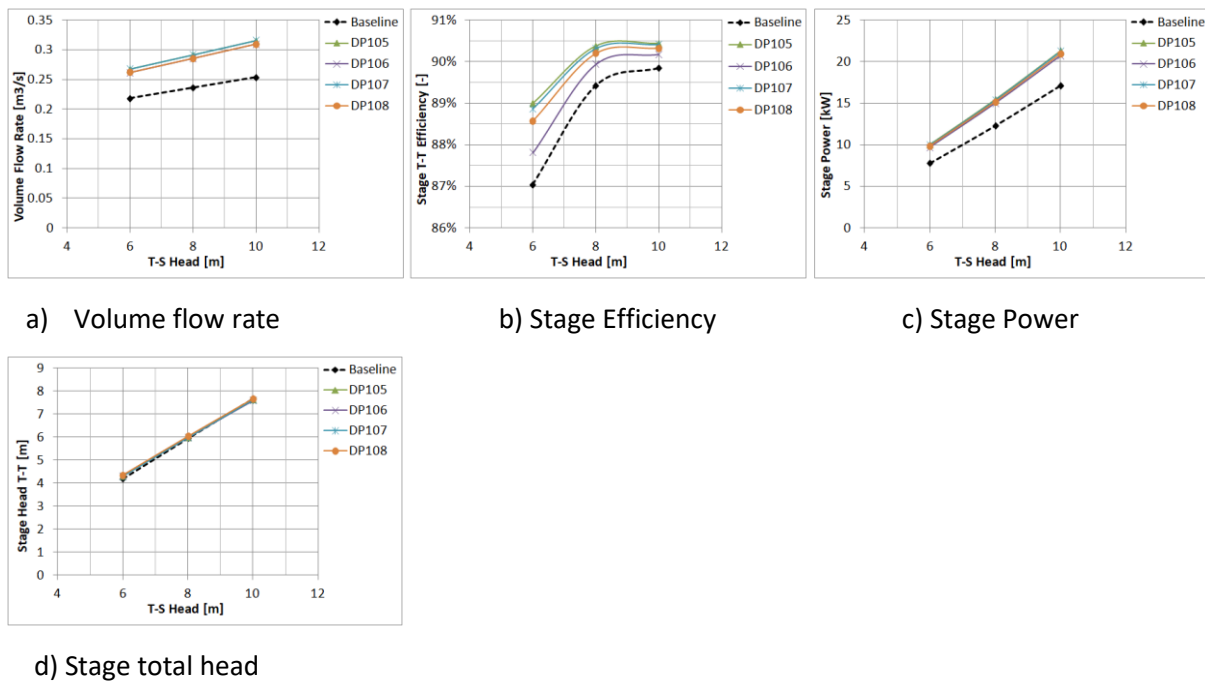 0.35
0.3
0.25
0.2
0.15
0.1
0.05
0
4 6 8 10 12
Volume Flow Rate [m3/s]
T-S Head [m]
Baseline
DP105
DP106
DP107
DP108
91%
90%
89%
88%
87%
86%
4 6 8 10 12
Stage T-T Efficiency [-]
T-S Head [m]
Baseline
DP105
DP106
DP107
DP108
25
20
15
10
5
0
4 6 8 10 12
Stage Power [kW]
T-S Head [m]
Baseline
DP105
DP106
DP107
DP108
a) Volume flow rate
b) Stage Efficiency
c) Stage Power
9
8
7
6
5
4
3
2
1
0
4 6 8 10 12
Stage Head T-T [m]
T-S Head [m]
Baseline
DP105
DP106
DP107
DP108
d) Stage total head